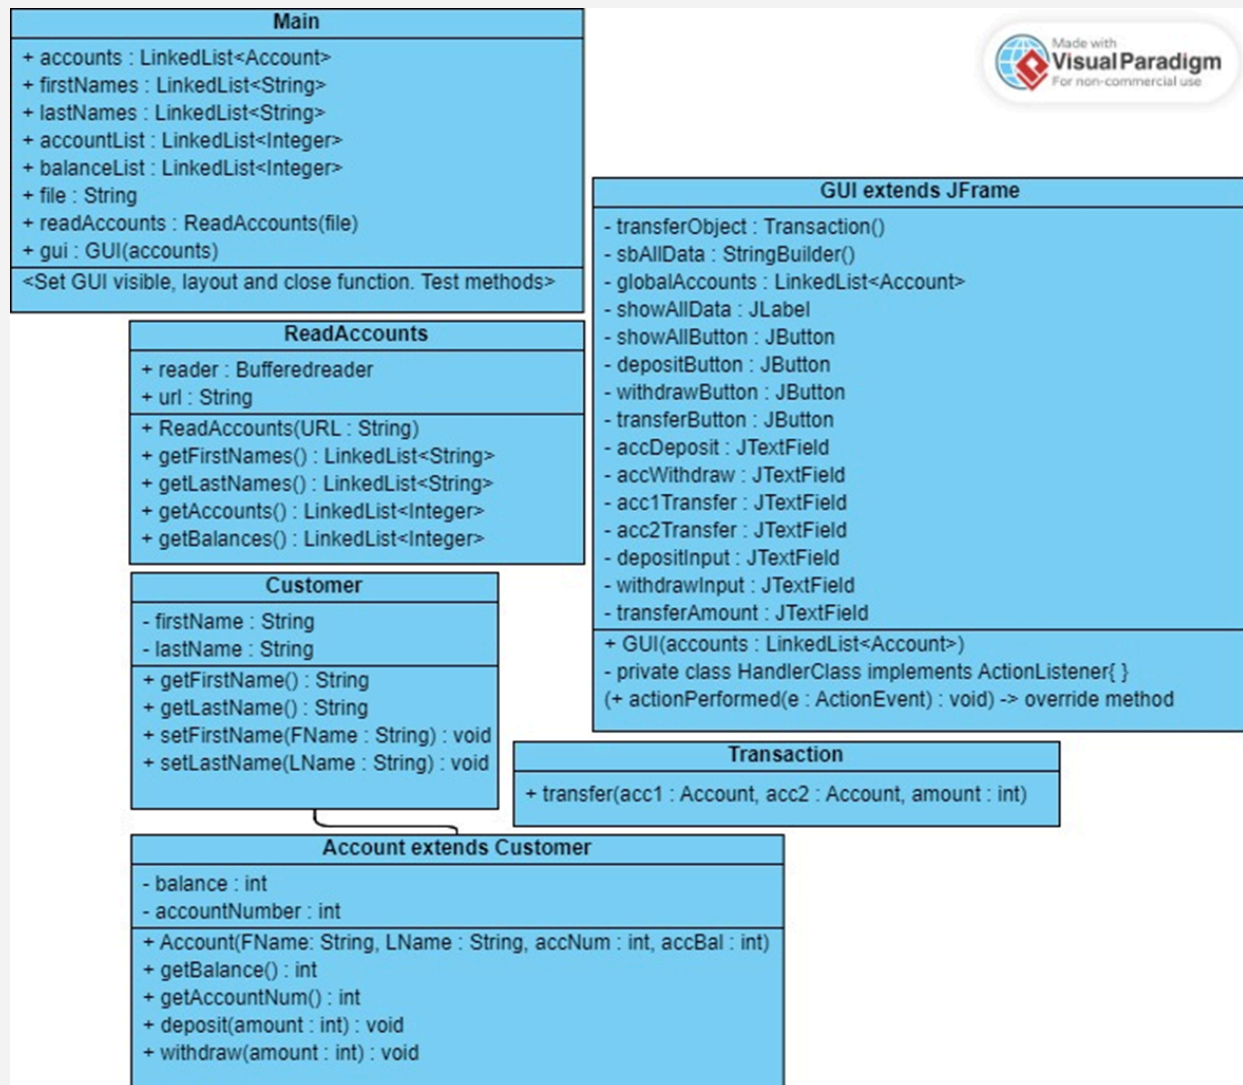 Main
+ accounts : LinkedList<Account>
+ firstNames : LinkedList<String>
+ lastNames : LinkedList<String>
+ accountList : LinkedList<Integer>
+ balanceList : LinkedList<Integer>
+ file : String
+ readAccounts : ReadAccounts(file)
+ gui : GUI(accounts)
<Set GUI visible, layout and close function. Test methods>
Made with
Visual Paradigm
For non-commercial use
ReadAccounts
+ reader : Bufferedreader
+ url : String
+ ReadAccounts(URL : String)
+ getFirstNames() : LinkedList<String>
+ getLastNames() : LinkedList<String>
+ getAccounts() : LinkedList<Integer>
+ getBalances() : LinkedList<Integer>
GUI extends JFrame
- transferObject : Transaction()
- sbAllData : StringBuilder()
- globalAccounts : LinkedList<Account>
- showAllData : JLabel
- showAllButton : JButton
- depositButton : JButton
- withdrawButton : JButton
- transferButton : JButton
- accDeposit : JTextField
- accWithdraw : JTextField
- acc1Transfer : JTextField
- acc2Transfer : JTextField
- depositInput : JTextField
- withdrawInput : JTextField
- transferAmount : JTextField
+ GUI(accounts : LinkedList<Account>)
- private class HandlerClass implements ActionListener{ }
(+ actionPerformed(e : ActionEvent) : void) -> override method
Customer
- firstName : String
- lastName : String
+ getFirstName() : String
+ getLastName() : String
+ setFirstName(FName : String) : void
+ setLastName(LName : String) : void
Transaction
+ transfer(acc1 : Account, acc2 : Account, amount : int)
Account extends Customer
- balance : int
- accountNumber : int
+ Account(FName: String, LName : String, accNum : int, accBal : int)
+ getBalance() : int
+ getAccountNum() : int
+ deposit(amount : int) : void
+ withdraw(amount : int) : void